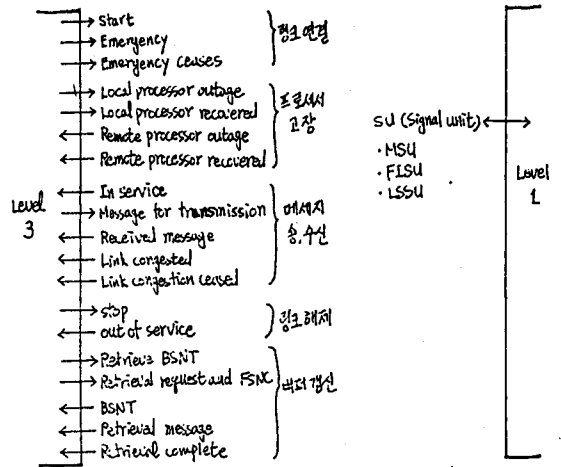 Start
Emergency
Emergency ceases
링크 연결
Local processor outage
Local processor recovered
Remote processor outage
Remote processor recovered
프로세서
고장
SU (Signal unit)
· MSU
· FISU
· LSSU
Level
1
Level
3
In service
Message for transmission
Received message
Link congested
Link congestion ceased
메세지
송.수신
stop
out of service
링크 해제
Retrieve BSNT
Retrieval request and FSNC
BSNT
Retrieval message
Retrieval complete
버퍼 갱신